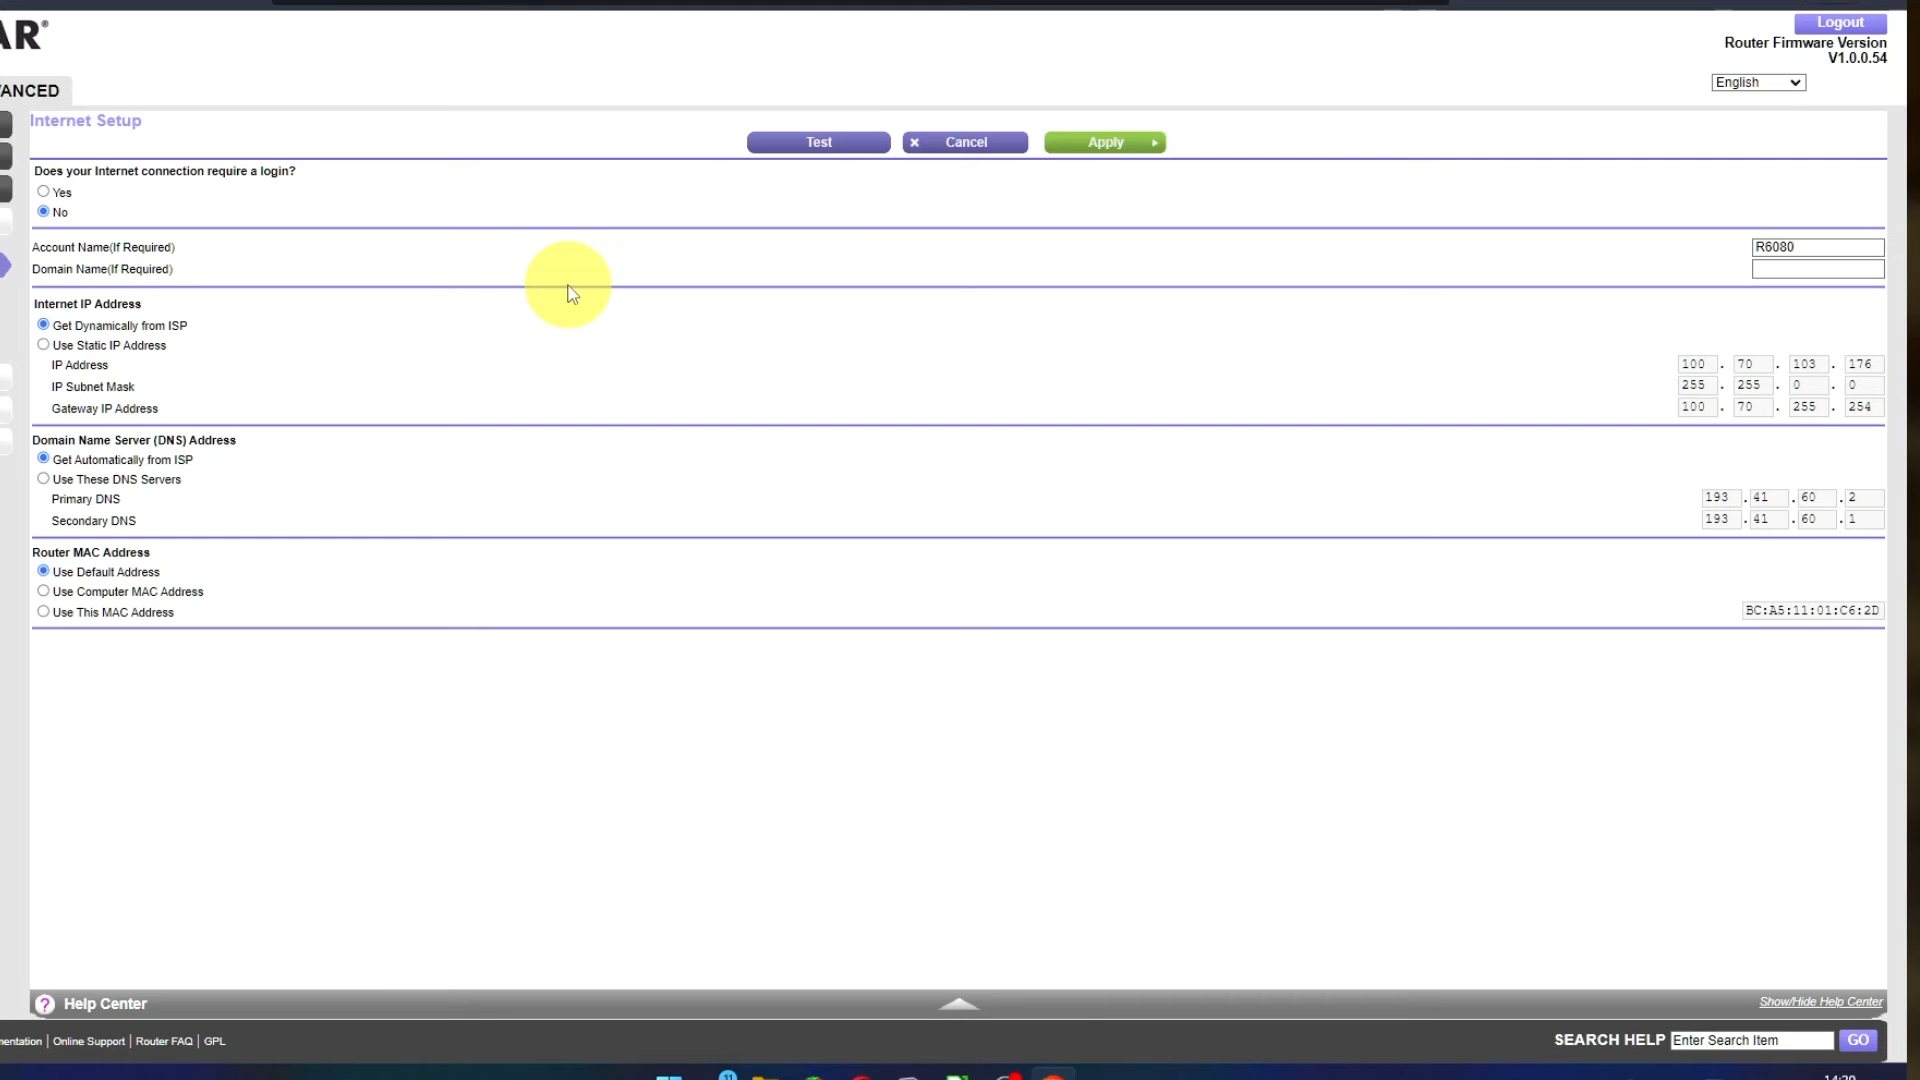 AR®
Logout
Router Firmware Version
V1.0.0.54
English
ANCED
Internet Setup
Test
Cancel
Apply
Does your Internet connection require a login?
Yes
No
Account Name(If Required)
R6080
Domain Name(If Required)
Internet IP Address
Get Dynamically from ISP
Use Static IP Address
IP Address
100 . 70 . 103 . 176
IP Subnet Mask
255 . 255 . 0 . 0
Gateway IP Address
100 . 70 . 255 . 254
Domain Name Server (DNS) Address
Get Automatically from ISP
Use These DNS Servers
Primary DNS
193 . 41 . 60 . 2
Secondary DNS
193 . 41 . 60 . 1
Router MAC Address
Use Default Address
Use Computer MAC Address
Use This MAC Address
BC:A5:11:01:C6:2D
? Help Center
Show/Hide Help Center
mentation | Online Support | Router FAQ | GPL
SEARCH HELP Enter Search Item GO
11